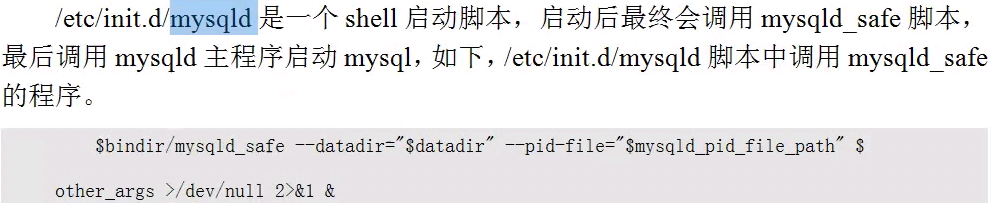 /etc/init.d/mysqld 是一个 shell 启动脚本，启动后最终会调用 mysqld_safe 脚本，
最后调用 mysqld 主程序启动 mysql，如下，/etc/init.d/mysqld 脚本中调用 mysqld_safe
的程序。
$bindir/mysqld_safe --datadir="$datadir" --pid-file="$mysqld_pid_file_path" $
other_args >/dev/null 2>&1 &